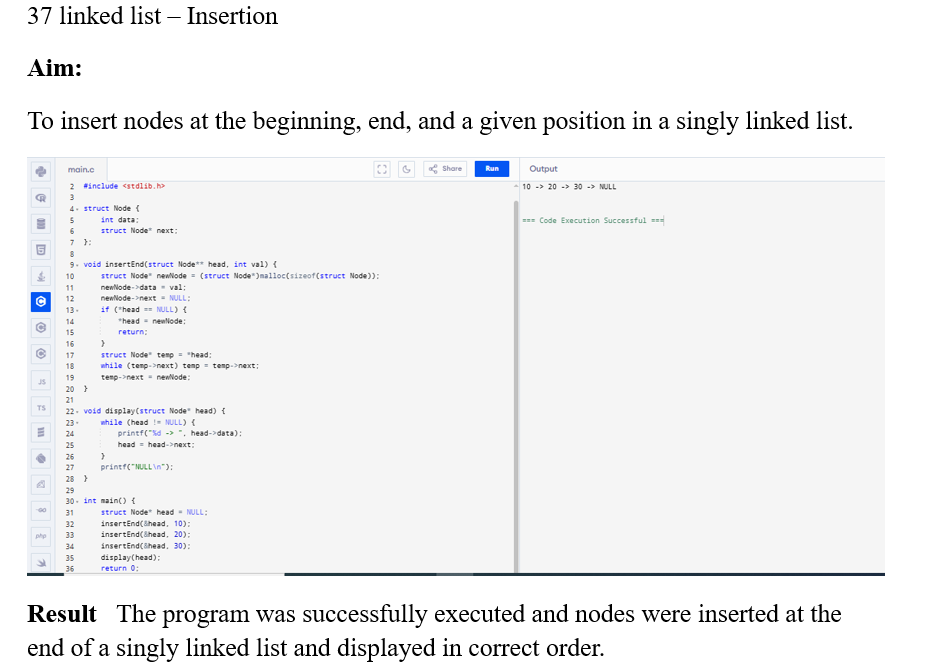 37 linked list – Insertion
Aim:
To insert nodes at the beginning, end, and a given position in a singly linked list.
main.c
Share
Run
Output
2 #include <stdlib.h>
3
4 struct Node {
5 int data;
6 struct Node* next;
7 };
8
9 void insertEnd(struct Node** head, int val) {
10 struct Node* newNode = (struct Node*)malloc(sizeof(struct Node));
11 newNode->data = val;
12 newNode->next = NULL;
13 if (*head == NULL) {
14 *head = newNode;
15 return;
16 }
17 struct Node* temp = *head;
18 while (temp->next) temp = temp->next;
19 temp->next = newNode;
20 }
21
22 void display(struct Node* head) {
23 while (head != NULL) {
24 printf("%d -> ", head->data);
25 head = head->next;
26 }
27 printf("NULL\n");
28 }
29
30 int main() {
31 struct Node* head = NULL;
32 insertEnd(&head, 10);
33 insertEnd(&head, 20);
34 insertEnd(&head, 30);
35 display(head);
36 return 0;
10 -> 20 -> 30 -> NULL
=== Code Execution Successful ===
JS
TS
GO
php
Result The program was successfully executed and nodes were inserted at the
end of a singly linked list and displayed in correct order.